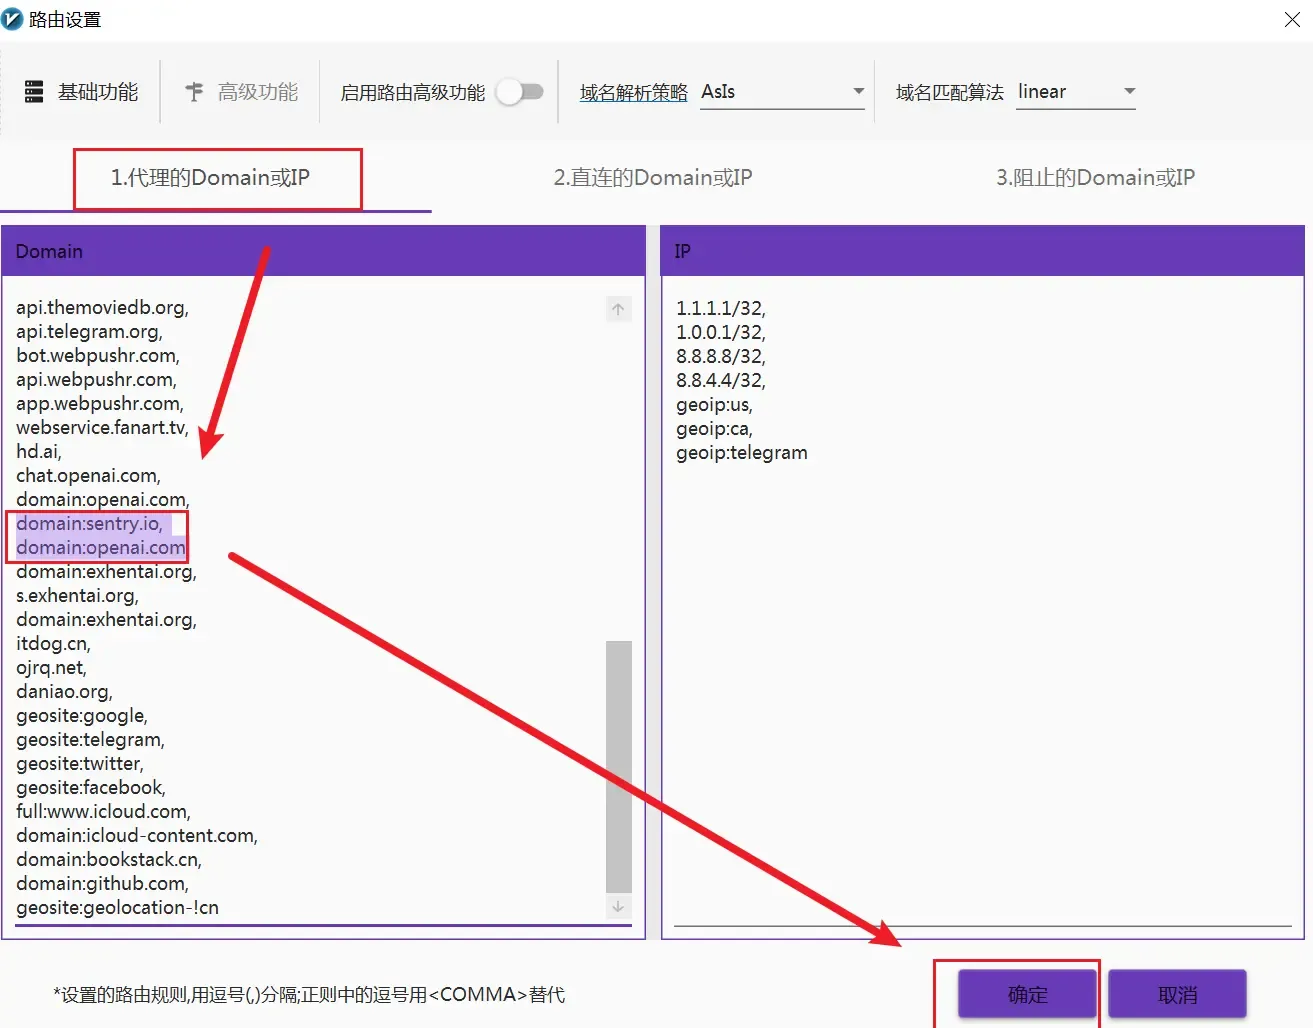 路由设置
基础功能
高级功能
启用路由高级功能
域名解析策略 AsIs
域名匹配算法 linear
1.代理的Domain或IP
2.直连的Domain或IP
3.阻止的Domain或IP
Domain
api.themoviedb.org,
api.telegram.org,
bot.webpushr.com,
api.webpushr.com,
app.webpushr.com,
webservice.fanart.tv,
hd.ai,
chat.openai.com,
domain:openai.com,
domain:sentry.io,
domain:openai.com
domain:exhentai.org,
s.exhentai.org,
domain:exhentai.org,
itdog.cn,
ojrq.net,
daniao.org,
geosite:google,
geosite:telegram,
geosite:twitter,
geosite:facebook,
full:www.icloud.com,
domain:icloud-content.com,
domain:bookstack.cn,
domain:github.com,
geosite:geolocation-!cn
IP
1.1.1.1/32,
1.0.0.1/32,
8.8.8.8/32,
8.8.4.4/32,
geoip:us,
geoip:ca,
geoip:telegram
*设置的路由规则,用逗号(,)分隔;正则中的逗号用<COMMA>替代
确定
取消